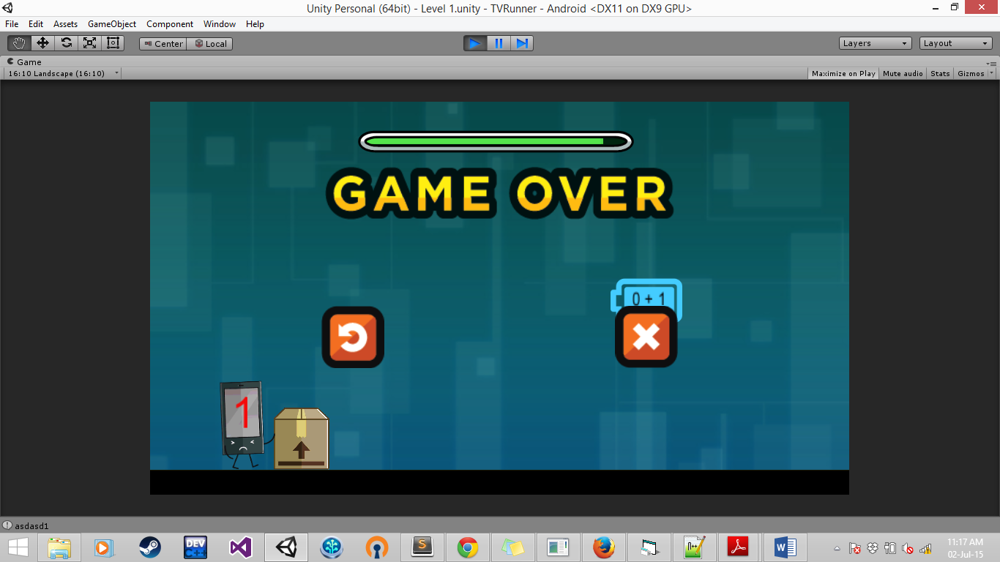 Unity Personal (64bit) - Level 1.unity - TVRunner - Android <DX11 on DX9 GPU>
File Edit Assets GameObject Component Window Help
Center Local Layers Layout
Game
16:10 Landscape (16:10) Maximize on Play Mute audio Stats Gizmos
GAME OVER
0 + 1
1
asdasd1
DEV C++ S N++ W
11:17 AM
02-Jul-15